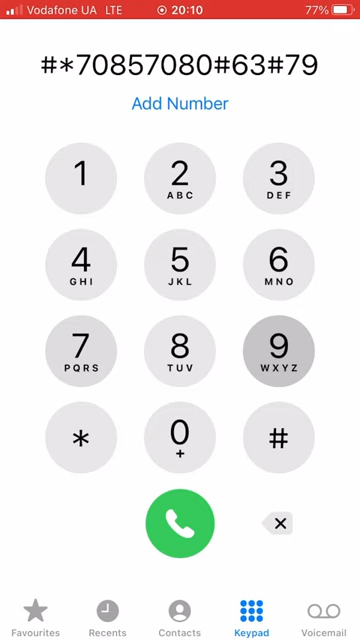 Vodafone UA LTE 20:10 77%
#*70857080#63#79
Add Number
1 2 3
ABC DEF
4 5 6
GHI JKL MNO
7 8 9
PQRS TUV WXYZ
* 0 #
+
Favourites Recents Contacts Keypad Voicemail